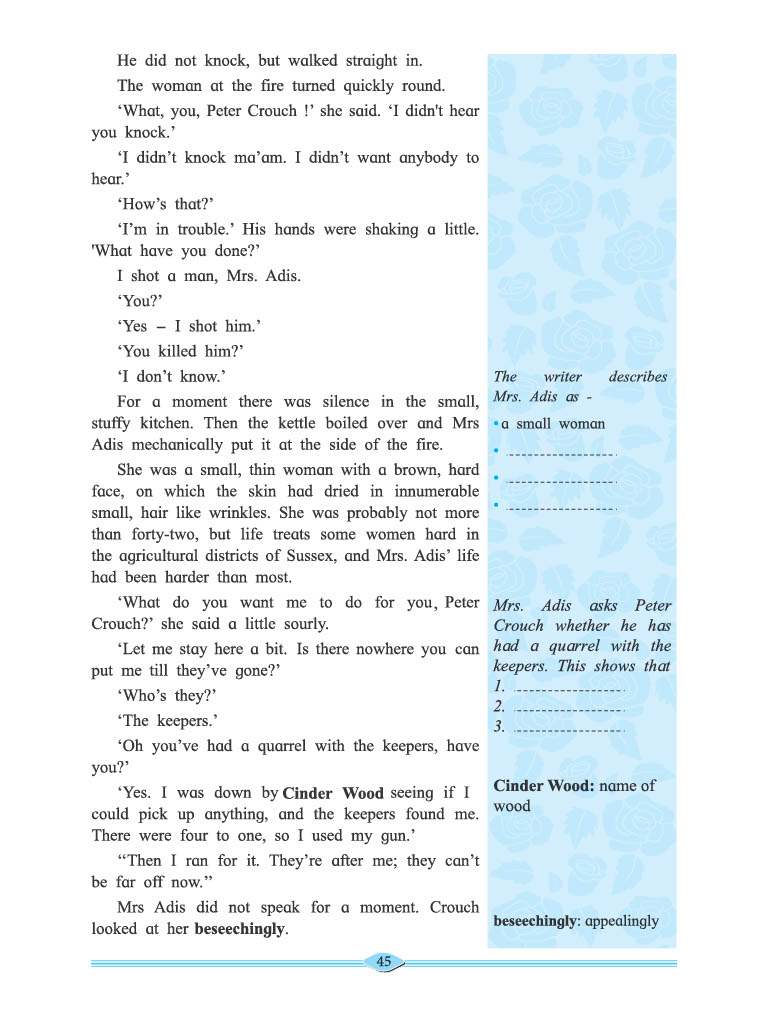 He did not knock, but walked straight in.
The woman at the fire turned quickly round.
‘What, you, Peter Crouch !’ she said. ‘I didn't hear
you knock.’
‘I didn’t knock ma’am. I didn’t want anybody to
hear.’
‘How’s that?’
‘I’m in trouble.’ His hands were shaking a little.
'What have you done?’
I shot a man, Mrs. Adis.
‘You?’
‘Yes – I shot him.’
‘You killed him?’
‘I don’t know.’
For a moment there was silence in the small,
stuffy kitchen. Then the kettle boiled over and Mrs
Adis mechanically put it at the side of the fire.
She was a small, thin woman with a brown, hard
face, on which the skin had dried in innumerable
small, hair like wrinkles. She was probably not more
than forty-two, but life treats some women hard in
the agricultural districts of Sussex, and Mrs. Adis’ life
had been harder than most.
‘What do you want me to do for you, Peter
Crouch?’ she said a little sourly.
‘Let me stay here a bit. Is there nowhere you can
put me till they’ve gone?’
‘Who’s they?’
‘The keepers.’
‘Oh you’ve had a quarrel with the keepers, have
you?’
‘Yes. I was down by Cinder Wood seeing if I
could pick up anything, and the keepers found me.
There were four to one, so I used my gun.’
“Then I ran for it. They’re after me; they can’t
be far off now.”
Mrs Adis did not speak for a moment. Crouch
looked at her beseechingly.
The writer describes
Mrs. Adis as -
• a small woman
•
•
•
Mrs. Adis asks Peter
Crouch whether he has
had a quarrel with the
keepers. This shows that
1.
2.
3.
Cinder Wood: name of
wood
beseechingly: appealingly
45